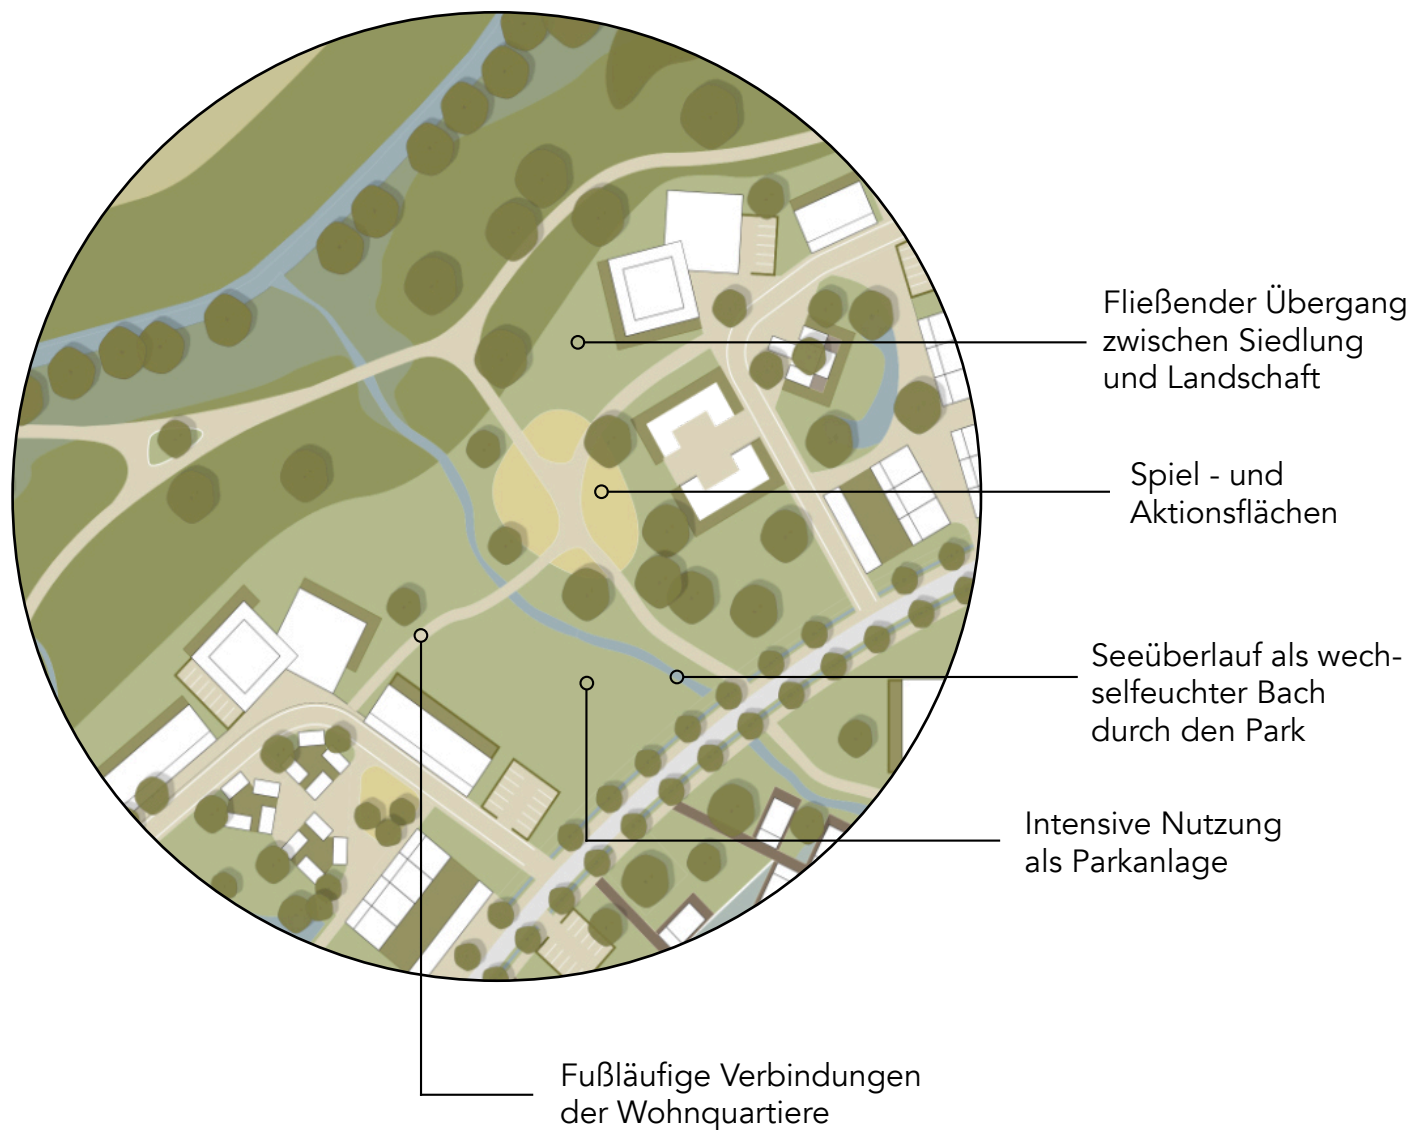 Fließender Übergang
zwischen Siedlung
und Landschaft
Spiel - und
Aktionsflächen
Seeüberlauf als wech-
selfeuchter Bach
durch den Park
Intensive Nutzung
als Parkanlage
Fußläufige Verbindungen
der Wohnquartiere